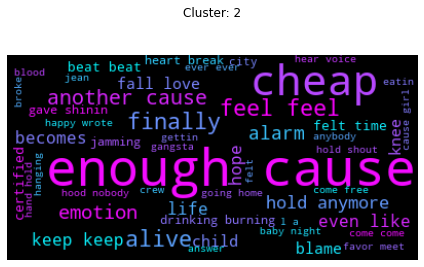 Cluster: 2
blood
jean
beat beat
heart break
ever ever
city
hear voice
eatin
broke
fall love
cheap
girl
another cause
gave shinin
happy wrote
finally
feel feel
becomes
jamming
gettin
gangsta
alarm
felt time
anybody
knee
cause
certified
hand hold
hanging
enough
cause
hope
felt
hold shout
hood nobody
crew
going home
come free
emotion
life
hold anymore
drinking burning
l a
even like
keep keep
alive
child
answer
baby night
blame
come come
favor meet